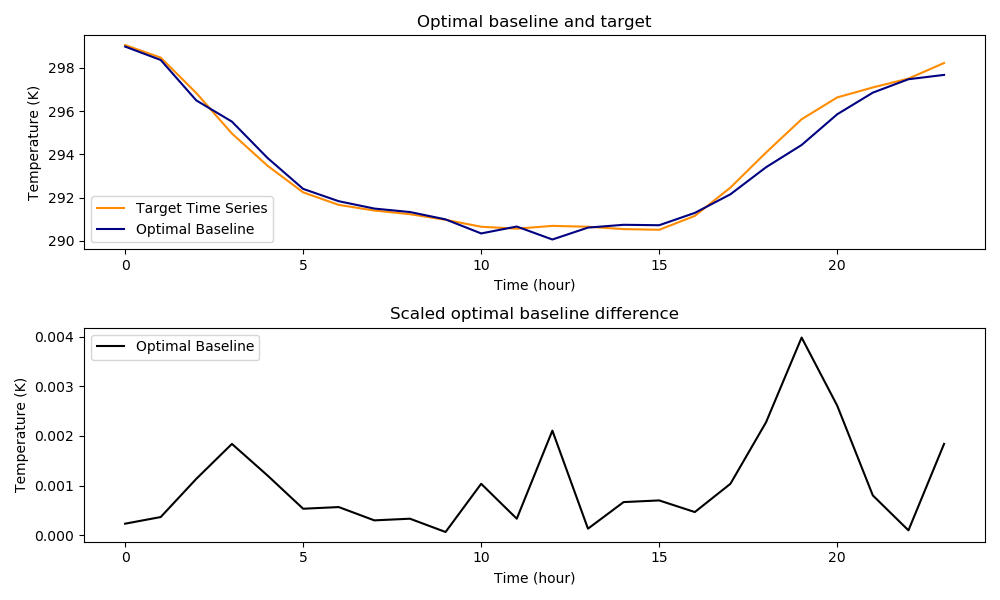 Optimal baseline and target
Temperature (K)
298
296
294
292
290
Target Time Series
Optimal Baseline
0 5 10 15 20
Time (hour)
Scaled optimal baseline difference
Temperature (K)
0.004
0.003
0.002
0.001
0.000
Optimal Baseline
0 5 10 15 20
Time (hour)